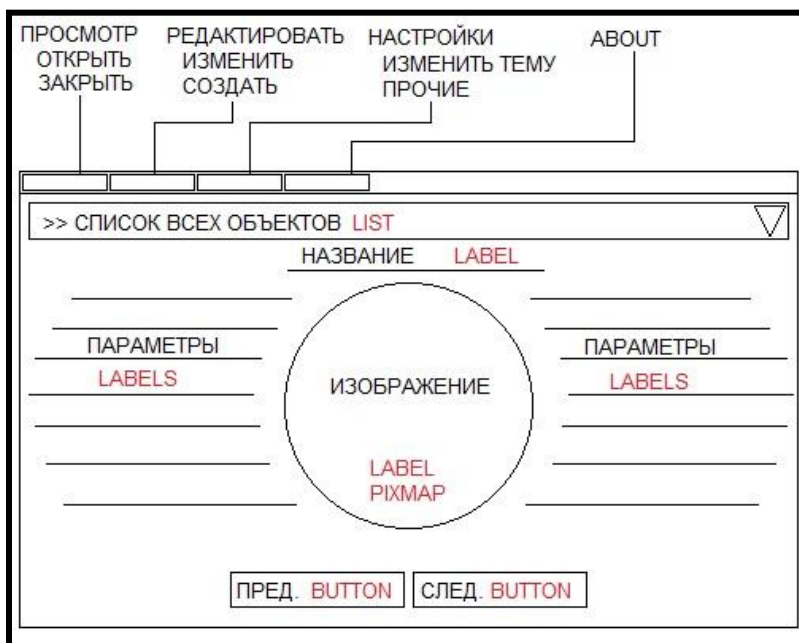 ПРОСМОТР РЕДАКТИРОВАТЬ НАСТРОЙКИ ABOUT
ОТКРЫТЬ ИЗМЕНИТЬ ИЗМЕНИТЬ ТЕМУ
ЗАКРЫТЬ СОЗДАТЬ ПРОЧИЕ
>> СПИСОК ВСЕХ ОБЪЕКТОВ LIST
НАЗВАНИЕ LABEL
ПАРАМЕТРЫ ПАРАМЕТРЫ
LABELS LABELS
ИЗОБРАЖЕНИЕ
LABEL
PIXMAP
ПРЕД. BUTTON СЛЕД. BUTTON